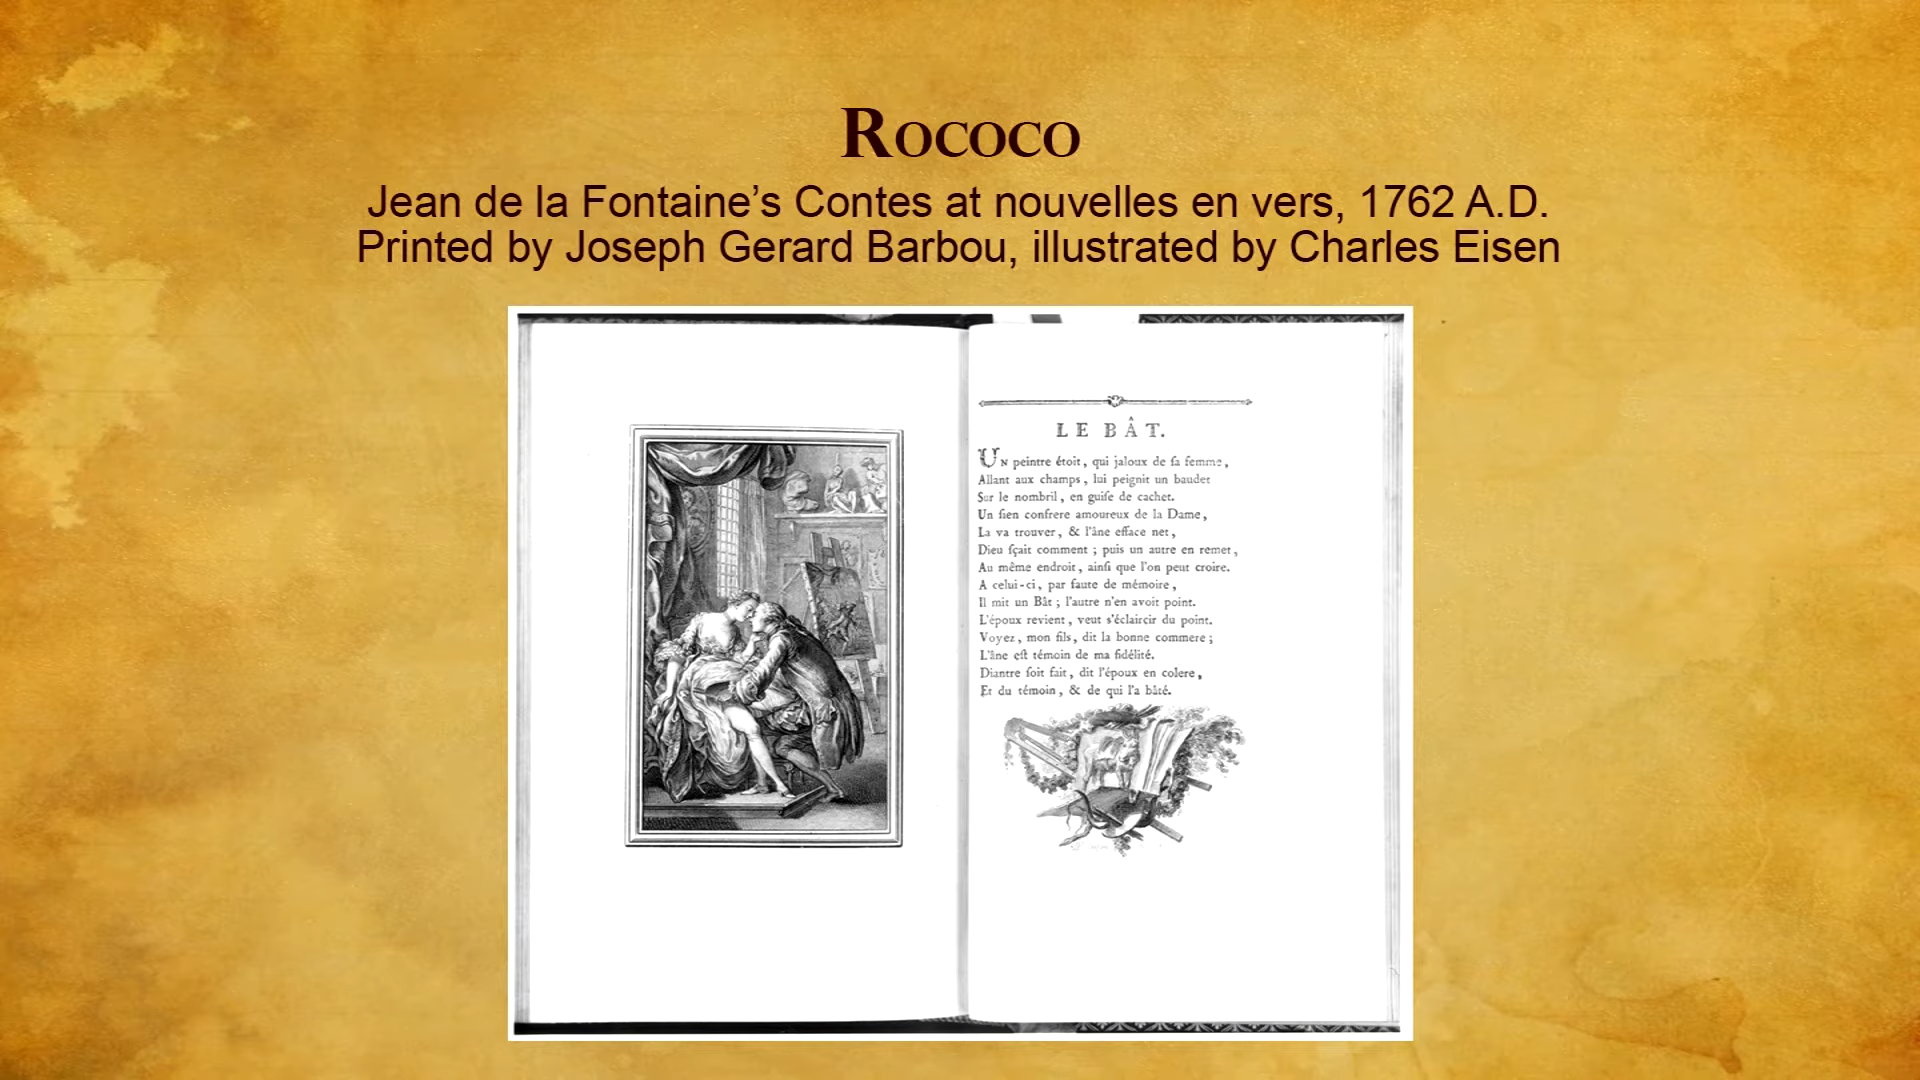 Rococo
Jean de la Fontaine’s Contes at nouvelles en vers, 1762 A.D.
Printed by Joseph Gerard Barbou, illustrated by Charles Eisen
LE BÂT.
UN peintre étoit, qui jaloux de ſa femme,
Allant aux champs, lui peignit un baudet
Sur le nombril, en guiſe de cachet.
Un ſien confrere amoureux de la Dame,
La va trouver, & l'âne efface net,
Dieu ſçait comment ; puis un autre en remet,
Au même endroit, ainſi que l'on peut croire.
A celui-ci, par faute de mémoire,
Il mit un Bât ; l'autre n'en avoit point.
L'époux revient, veut s'éclaircir du point.
Voyez, mon fils, dit la bonne commere ;
L'âne eſt témoin de ma fidélité.
Diantre ſoit fait, dit l'époux en colere,
Et du témoin, & de qui l'a bâté.